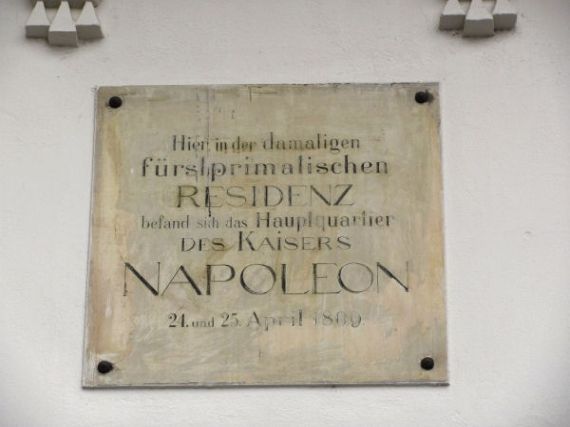 Hier in der damaligen
fürstprimatischen
RESIDENZ
befand sich das Hauptquartier
DES KAISERS
NAPOLEON
24. und 25. April 1809